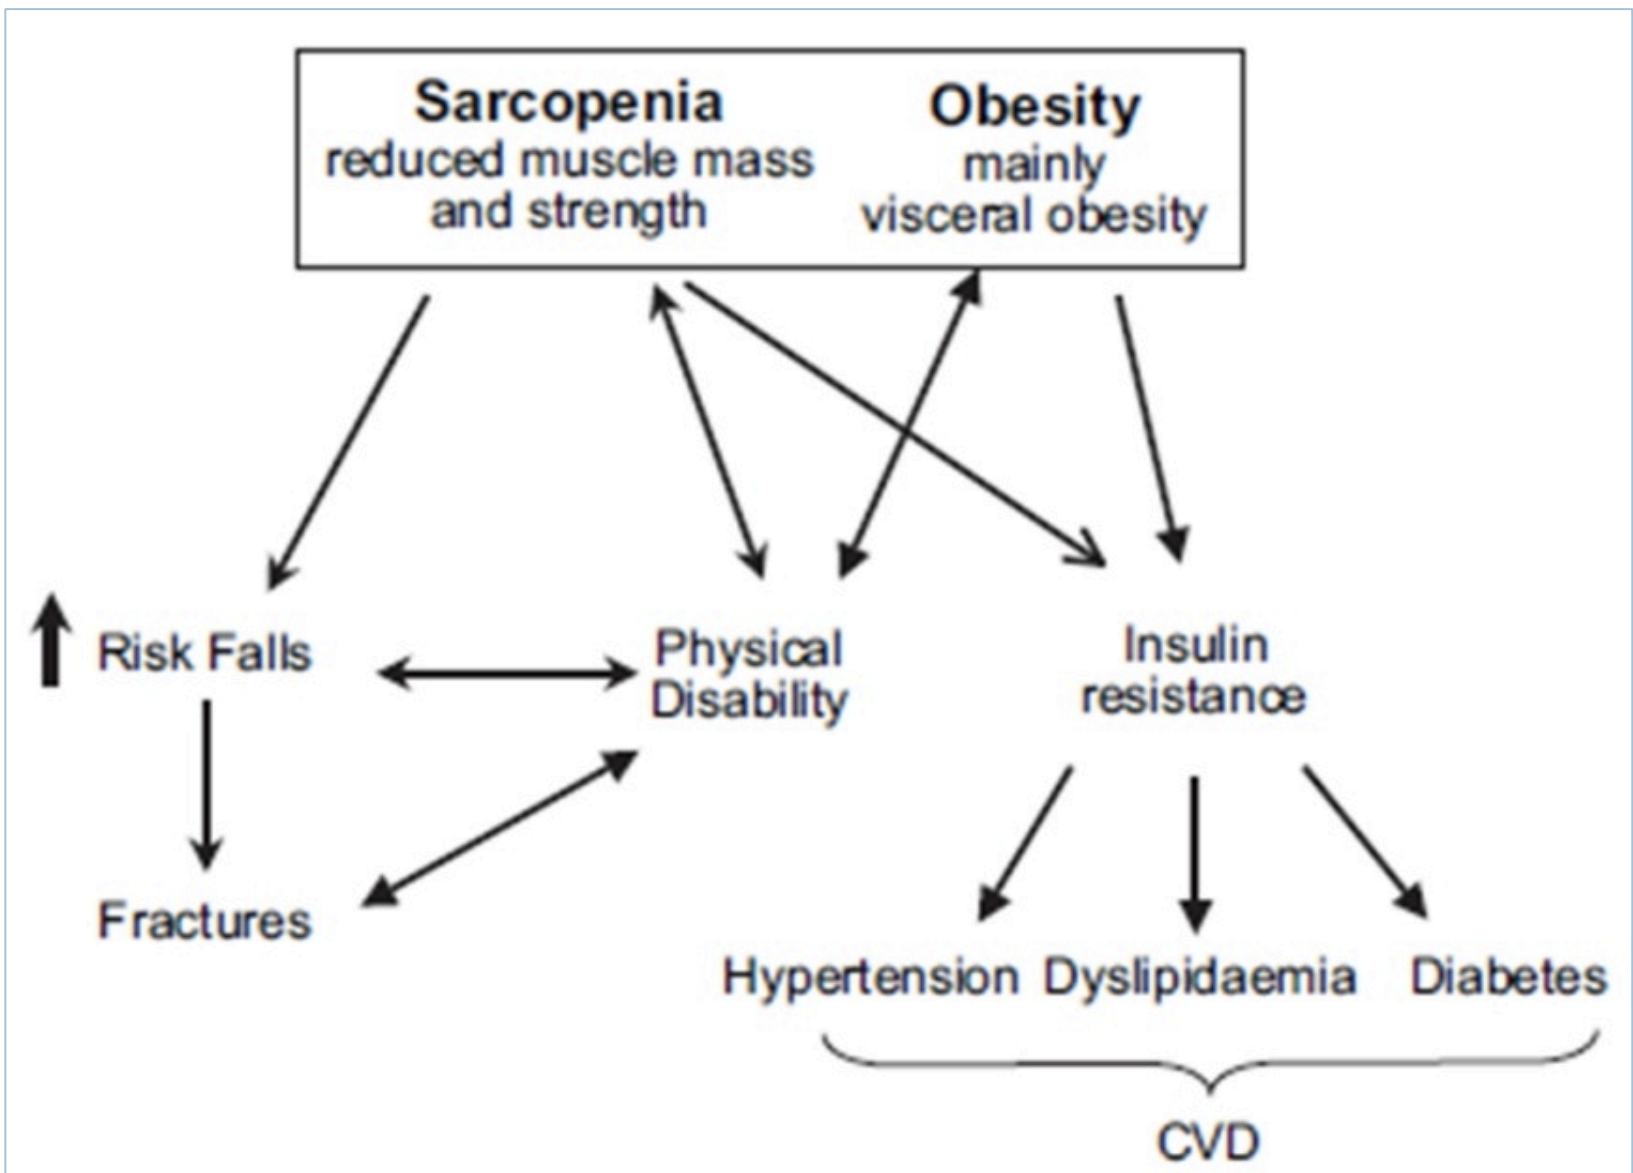 Sarcopenia
reduced muscle mass
and strength
Obesity
mainly
visceral obesity
Risk Falls
Physical
Disability
Insulin
resistance
Fractures
Hypertension
Dyslipidaemia
Diabetes
CVD